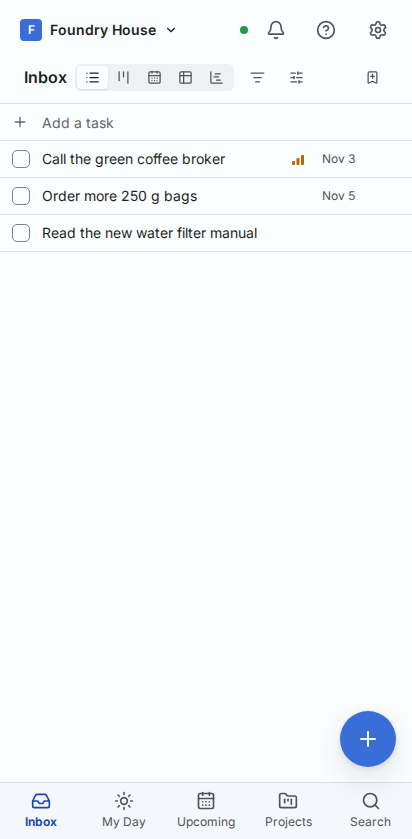 F Foundry House
Inbox
Add a task
Call the green coffee broker Nov 3
Order more 250 g bags Nov 5
Read the new water filter manual
Inbox My Day Upcoming Projects Search